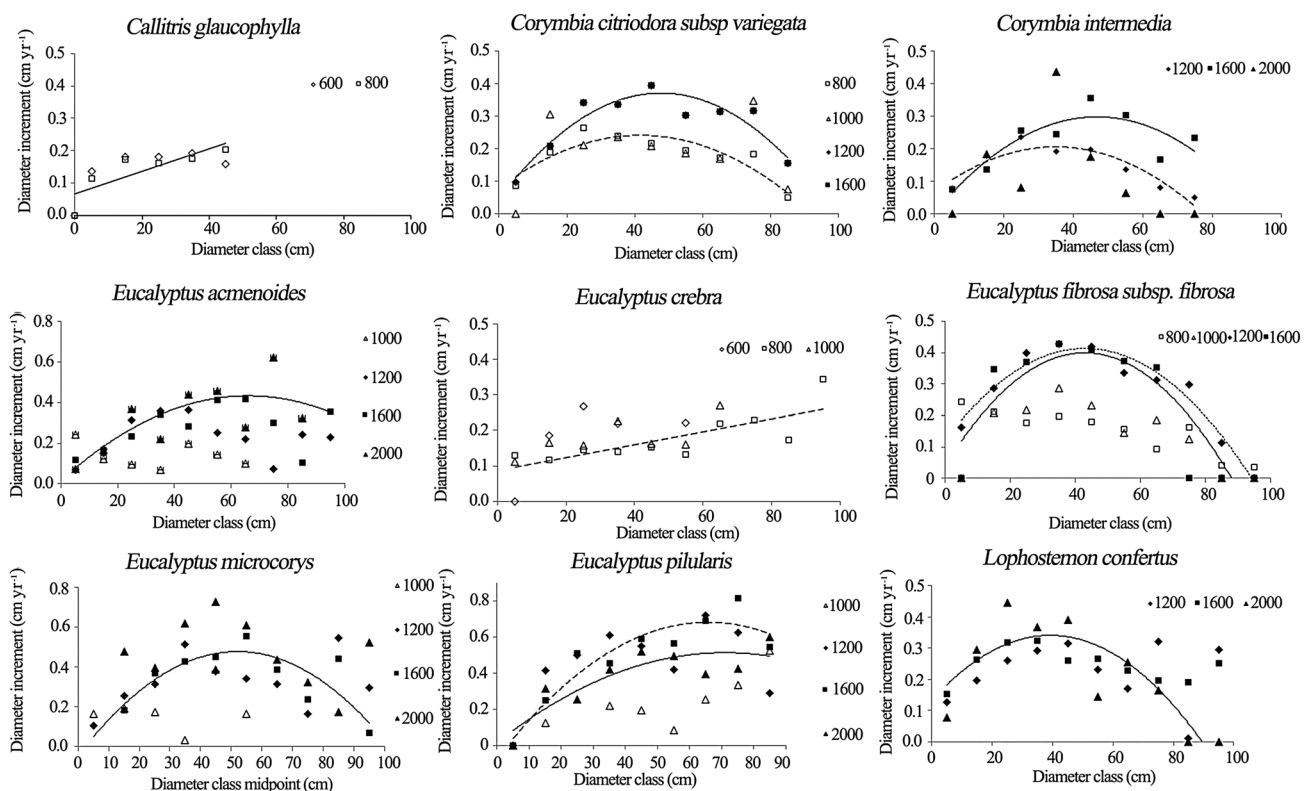 Callitris glaucophylla
Diameter increment (cm yr-1)
0.5
0.4
0.3
0.2
0.1
0.0
0 20 40 60 80 100
Diameter class (cm)
600 800
Corymbia citriodora subsp variegata
Diameter increment (cm yr-1)
0.5
0.4
0.3
0.2
0.1
0.0
0 20 40 60 80 100
Diameter class (cm)
800
1000
1200
1600
Corymbia intermedia
Diameter increment (cm yr-1)
0.5
0.4
0.3
0.2
0.1
0.0
0 20 40 60 80 100
Diameter class (cm)
1200 1600 2000
Eucalyptus acmenoides
Diameter increment (cm yr-1)
0.8
0.6
0.4
0.2
0.0
0 20 40 60 80 100
Diameter class (cm)
1000
1200
1600
2000
Eucalyptus crebra
Diameter increment (cm yr-1)
0.5
0.4
0.3
0.2
0.1
0.0
0 20 40 60 80 100
Diameter class (cm)
600 800 1000
Eucalyptus fibrosa subsp. fibrosa
Diameter increment (cm yr-1)
0.5
0.4
0.3
0.2
0.1
0
0 20 40 60 80 100
Diameter class (cm)
800 1000 1200 1600
Eucalyptus microcorys
Diameter increment (cm yr-1)
0.8
0.6
0.4
0.2
0.0
0 10 20 30 40 50 60 70 80 90 100
Diameter class midpoint (cm)
1000
1200
1600
2000
Eucalyptus pilularis
Diameter increment (cm yr-1)
0.8
0.6
0.4
0.2
0
0 10 20 30 40 50 60 70 80 90
Diameter class (cm)
1000
1200
1600
2000
Lophostemon confertus
Diameter increment (cm yr-1)
0.5
0.4
0.3
0.2
0.1
0.0
0 20 40 60 80 100
Diameter class (cm)
1200 1600 2000